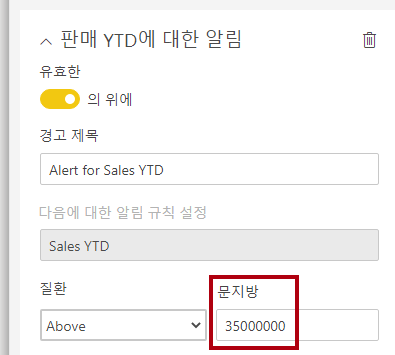 판매 YTD에 대한 알림
유효한
의 위에
경고 제목
Alert for Sales YTD
다음에 대한 알림 규칙 설정
Sales YTD
질환 문지방
Above 35000000